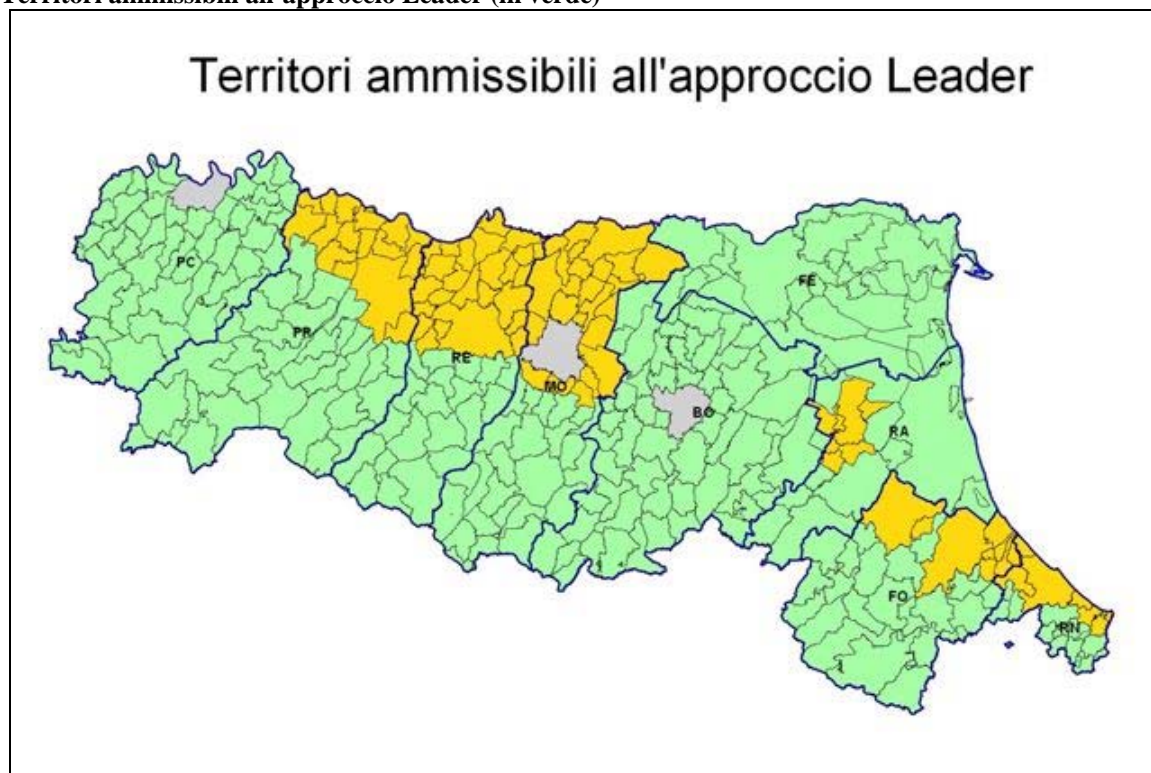 Territori ammissibili all'approccio Leader (in verde)
Territori ammissibili all'approccio Leader
PC
FE
PR
RE
MO
BO
RA
FO
RN